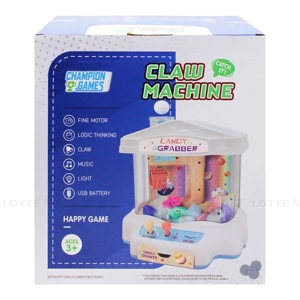 CHAMPION
GAMES
CLAW
MACHINE
CATCH
IT!
FINE MOTOR
LOGIC THINKING
CLAW
MUSIC
LIGHT
USB BATTERY
HAPPY GAME
AGES
3+
CANDY
GRABBER
LOTTE